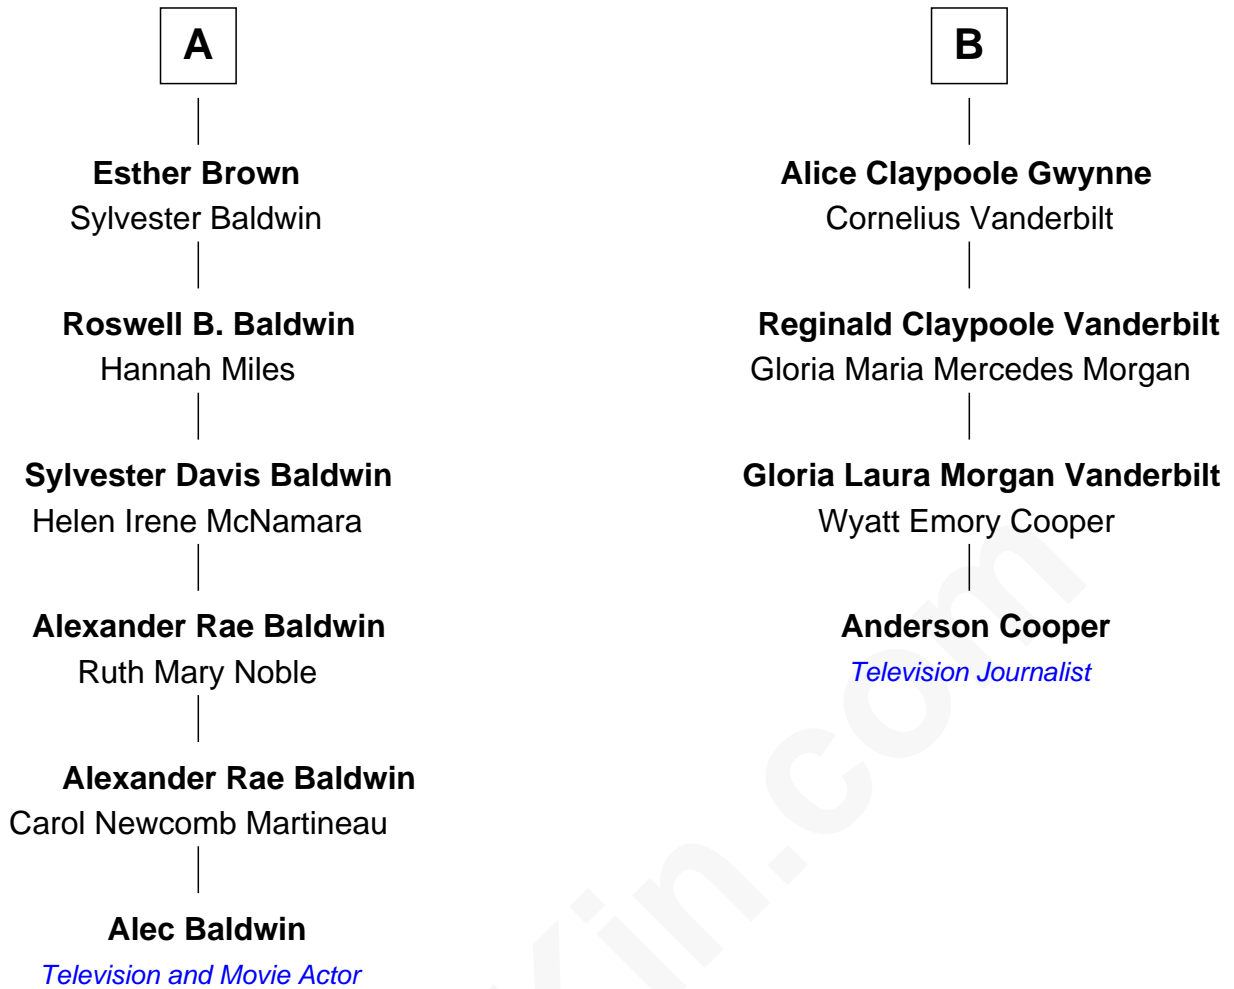 A
Esther Brown
Sylvester Baldwin
Roswell B. Baldwin
Hannah Miles
Sylvester Davis Baldwin
Helen Irene McNamara
Alexander Rae Baldwin
Ruth Mary Noble
Alexander Rae Baldwin
Carol Newcomb Martineau
Alec Baldwin
Television and Movie Actor
B
Alice Claypoole Gwynne
Cornelius Vanderbilt
Reginald Claypoole Vanderbilt
Gloria Maria Mercedes Morgan
Gloria Laura Morgan Vanderbilt
Wyatt Emory Cooper
Anderson Cooper
Television Journalist
Kin.com